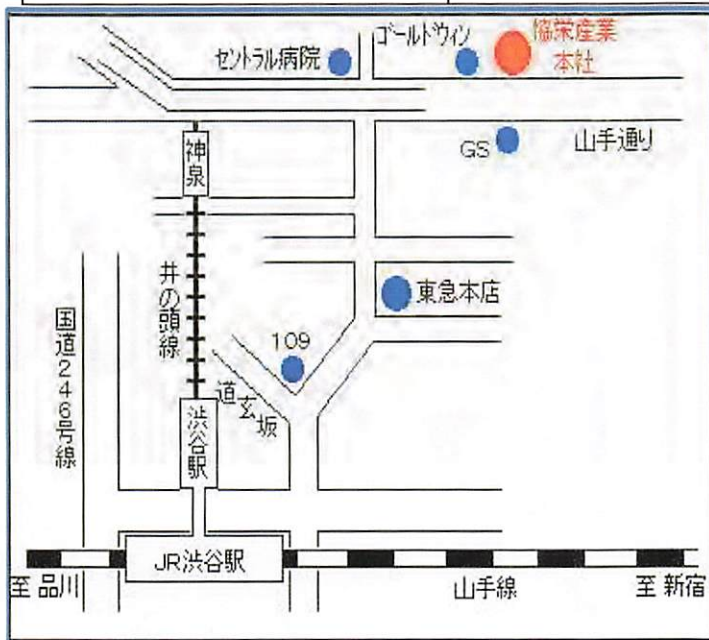 ゴールドウィン
協栄産業
本社
セントラル病院
GS
山手通り
神泉
井の頭線
国道246号線
東急本店
109
道玄坂
渋谷駅
JR渋谷駅
至 品川
山手線
至 新宿